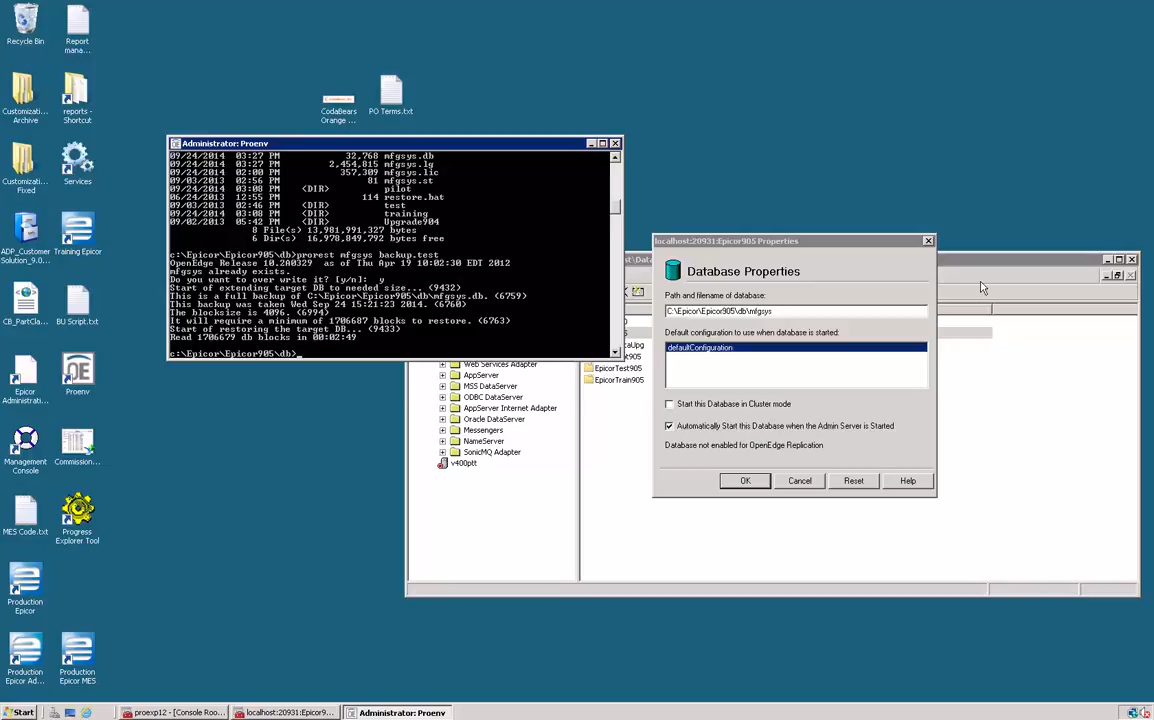 Recycle Bin
Report
mana...
Customizati...
Archive
reports -
Shortcut
CodaBears
Orange ...
PO Terms.txt
Customizati...
Fixed
Services
ADP_Customer
Solution_9.0...
Training Epicor
CB_PartCla...
BU Script.txt
Epicor
Administrati...
Proenv
Management
Console
Commission...
MES Code.txt
Progress
Explorer Tool
Production
Epicor
Production
Epicor Ad...
Production
Epicor MES
Administrator: Proenv
09/24/2014 03:27 PM 32,768 mfgsys.db
09/24/2014 03:27 PM 2,454,815 mfgsys.lg
09/24/2014 02:00 PM 357,309 mfgsys.lic
09/03/2013 02:56 PM 81 mfgsys.st
09/24/2014 03:08 PM <DIR> pilot
06/24/2013 12:55 PM 114 restore.bat
09/03/2013 02:46 PM <DIR> test
09/24/2014 03:08 PM <DIR> training
09/02/2013 05:42 PM <DIR> Upgrade904
8 File(s) 13,981,991,327 bytes
6 Dir(s) 16,978,849,792 bytes free
c:\Epicor\Epicor905\db>prorest mfgsys backup.test
OpenEdge Release 10.2A0329 as of Thu Apr 19 10:02:30 EDT 2012
mfgsys already exists.
Do you want to over write it? [y/n]: y
Start of extending target DB to needed size... (9432)
This is a full backup of C:\Epicor\Epicor905\db\mfgsys.db. (6759)
This backup was taken Wed Sep 24 15:21:23 2014. (6760)
The blocksize is 4096. (6994)
It will require a minimum of 1706687 blocks to restore. (6763)
Start of restoring the target DB... (9433)
Read 1706679 db blocks in 00:02:49
c:\Epicor\Epicor905\db>_
Web Services Adapter
AppServer
MSS DataServer
ODBC DataServer
AppServer Internet Adapter
Oracle DataServer
Messengers
NameServer
SonicMQ Adapter
v400ptt
EpicorTest905
EpicorTrain905
localhost:20931:Epicor905 Properties
Database Properties
Path and filename of database:
C:\Epicor\Epicor905\db\mfgsys
Default configuration to use when database is started:
defaultConfiguration
Start this Database in Cluster mode
Automatically Start this Database when the Admin Server is Started
Database not enabled for OpenEdge Replication
OK
Cancel
Reset
Help
Start
proexp12 - [Console Roo...
localhost:20931:Epicor9...
Administrator: Proenv